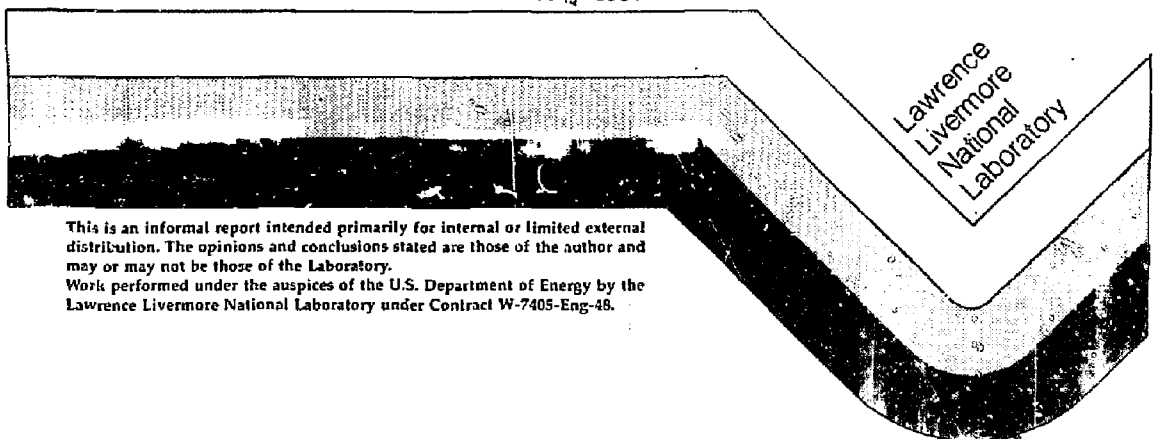 Lawrence
Livermore
National
Laboratory
This is an informal report intended primarily for internal or limited external
distribution. The opinions and conclusions stated are those of the author and
may or may not be those of the Laboratory.
Work performed under the auspices of the U.S. Department of Energy by the
Lawrence Livermore National Laboratory under Contract W-7405-Eng-48.